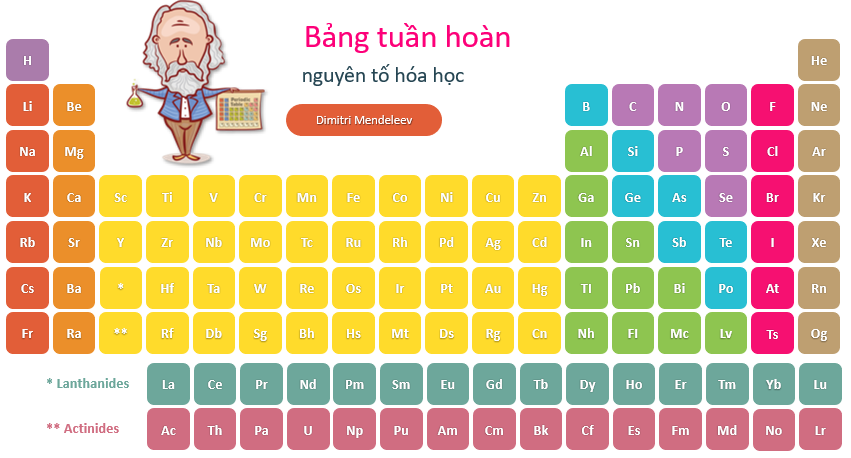 Bảng tuần hoàn
nguyên tố hóa học
Periodic
Table
Dimitri Mendeleev
H He
Li Be B C N O F Ne
Na Mg Al Si P S Cl Ar
K Ca Sc Ti V Cr Mn Fe Co Ni Cu Zn Ga Ge As Se Br Kr
Rb Sr Y Zr Nb Mo Tc Ru Rh Pd Ag Cd In Sn Sb Te I Xe
Cs Ba * Hf Ta W Re Os Ir Pt Au Hg Tl Pb Bi Po At Rn
Fr Ra ** Rf Db Sg Bh Hs Mt Ds Rg Cn Nh Fl Mc Lv Ts Og
* Lanthanides La Ce Pr Nd Pm Sm Eu Gd Tb Dy Ho Er Tm Yb Lu
** Actinides Ac Th Pa U Np Pu Am Cm Bk Cf Es Fm Md No Lr